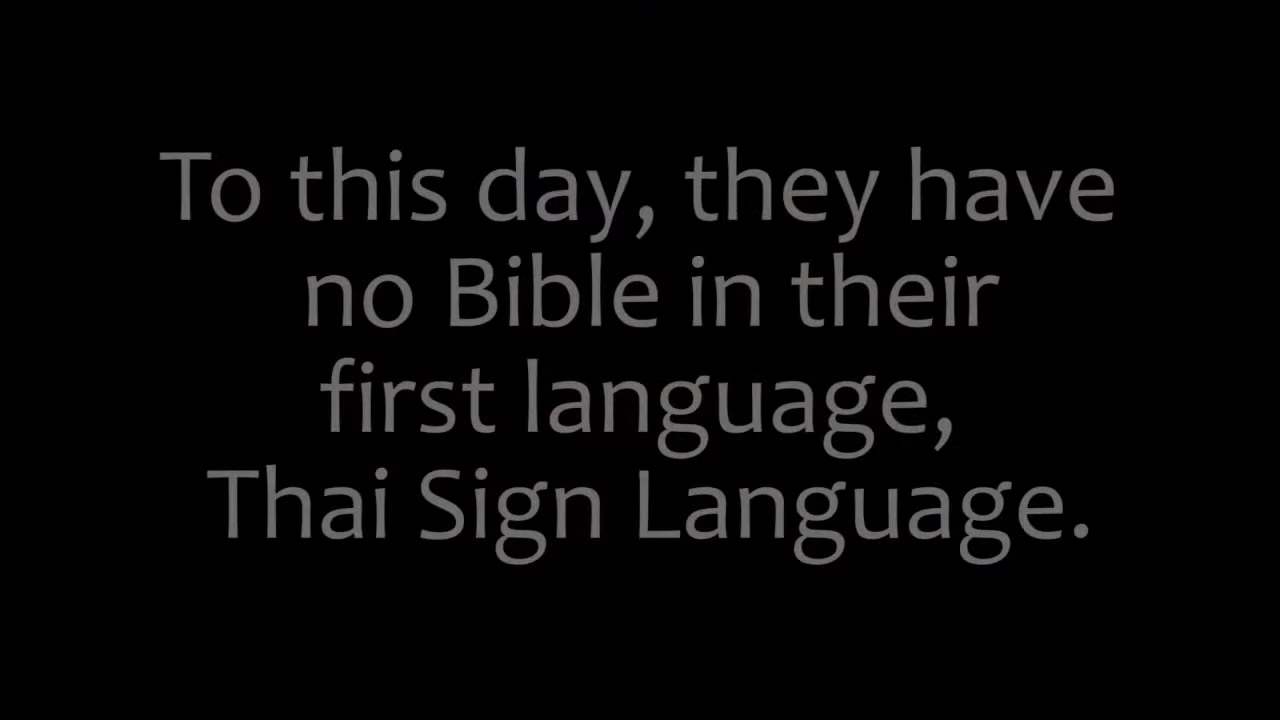 To this day, they have
no Bible in their
first language,
Thai Sign Language.